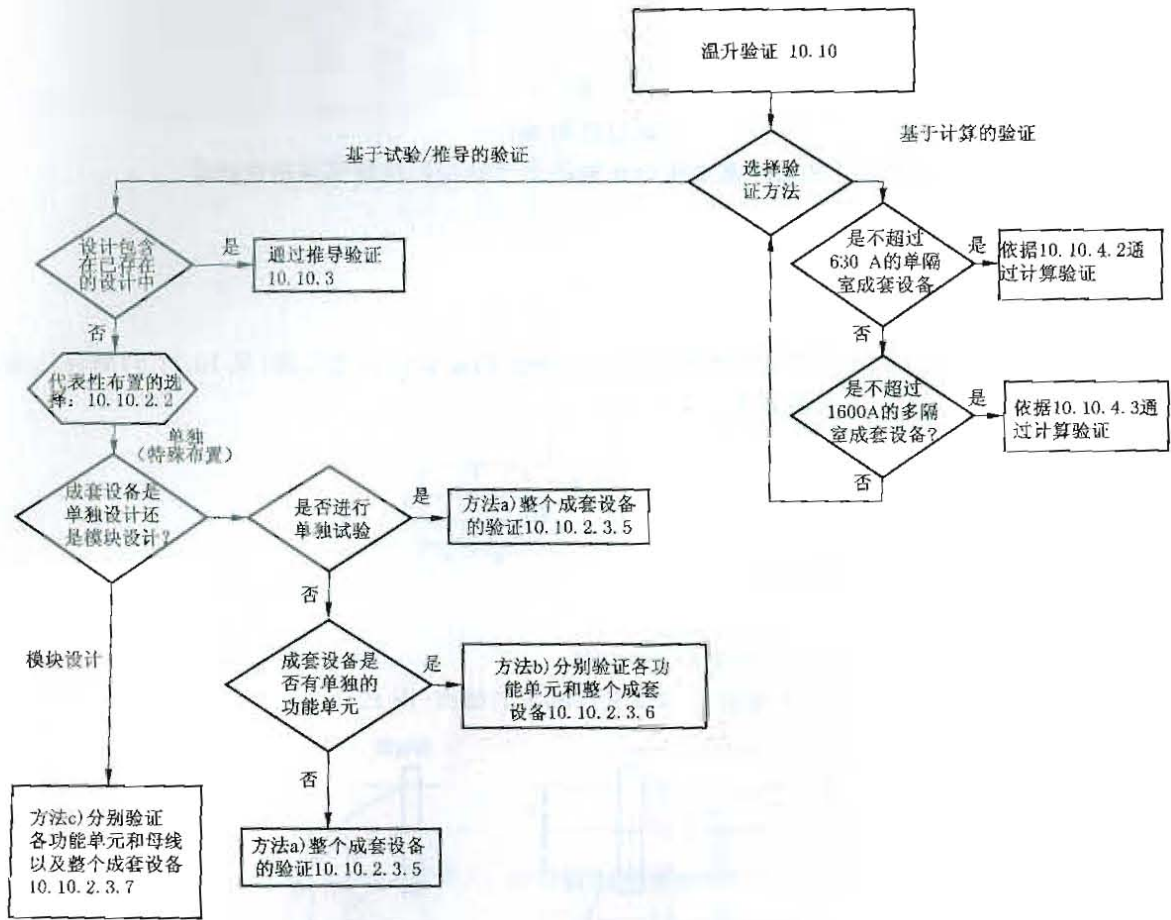 温升验证 10.10
基于计算的验证
基于试验/推导的验证
选择验
证方法
设计包含
在已存在
的设计中
是
通过推导验证
10.10.3
是不超过
630 A的单隔
室成套设备
是
依据10.10.4.2通
过计算验证
否
否
代表性布置的选
择：10.10.2.2
是不超过
1600A的多隔
室成套设备？
是
依据10.10.4.3通
过计算验证
否
单独
（特殊布置）
成套设备是
单独设计还
是模块设计？
是否进行
单独试验
是
方法a)整个成套设备
的验证10.10.2.3.5
否
模块设计
成套设备是
否有单独的
功能单元
是
方法b)分别验证各功
能单元和整个成套
设备10.10.2.3.6
否
方法c)分别验证
各功能单元和母线
以及整个成套设备
10.10.2.3.7
方法a)整个成套设备
的验证10.10.2.3.5